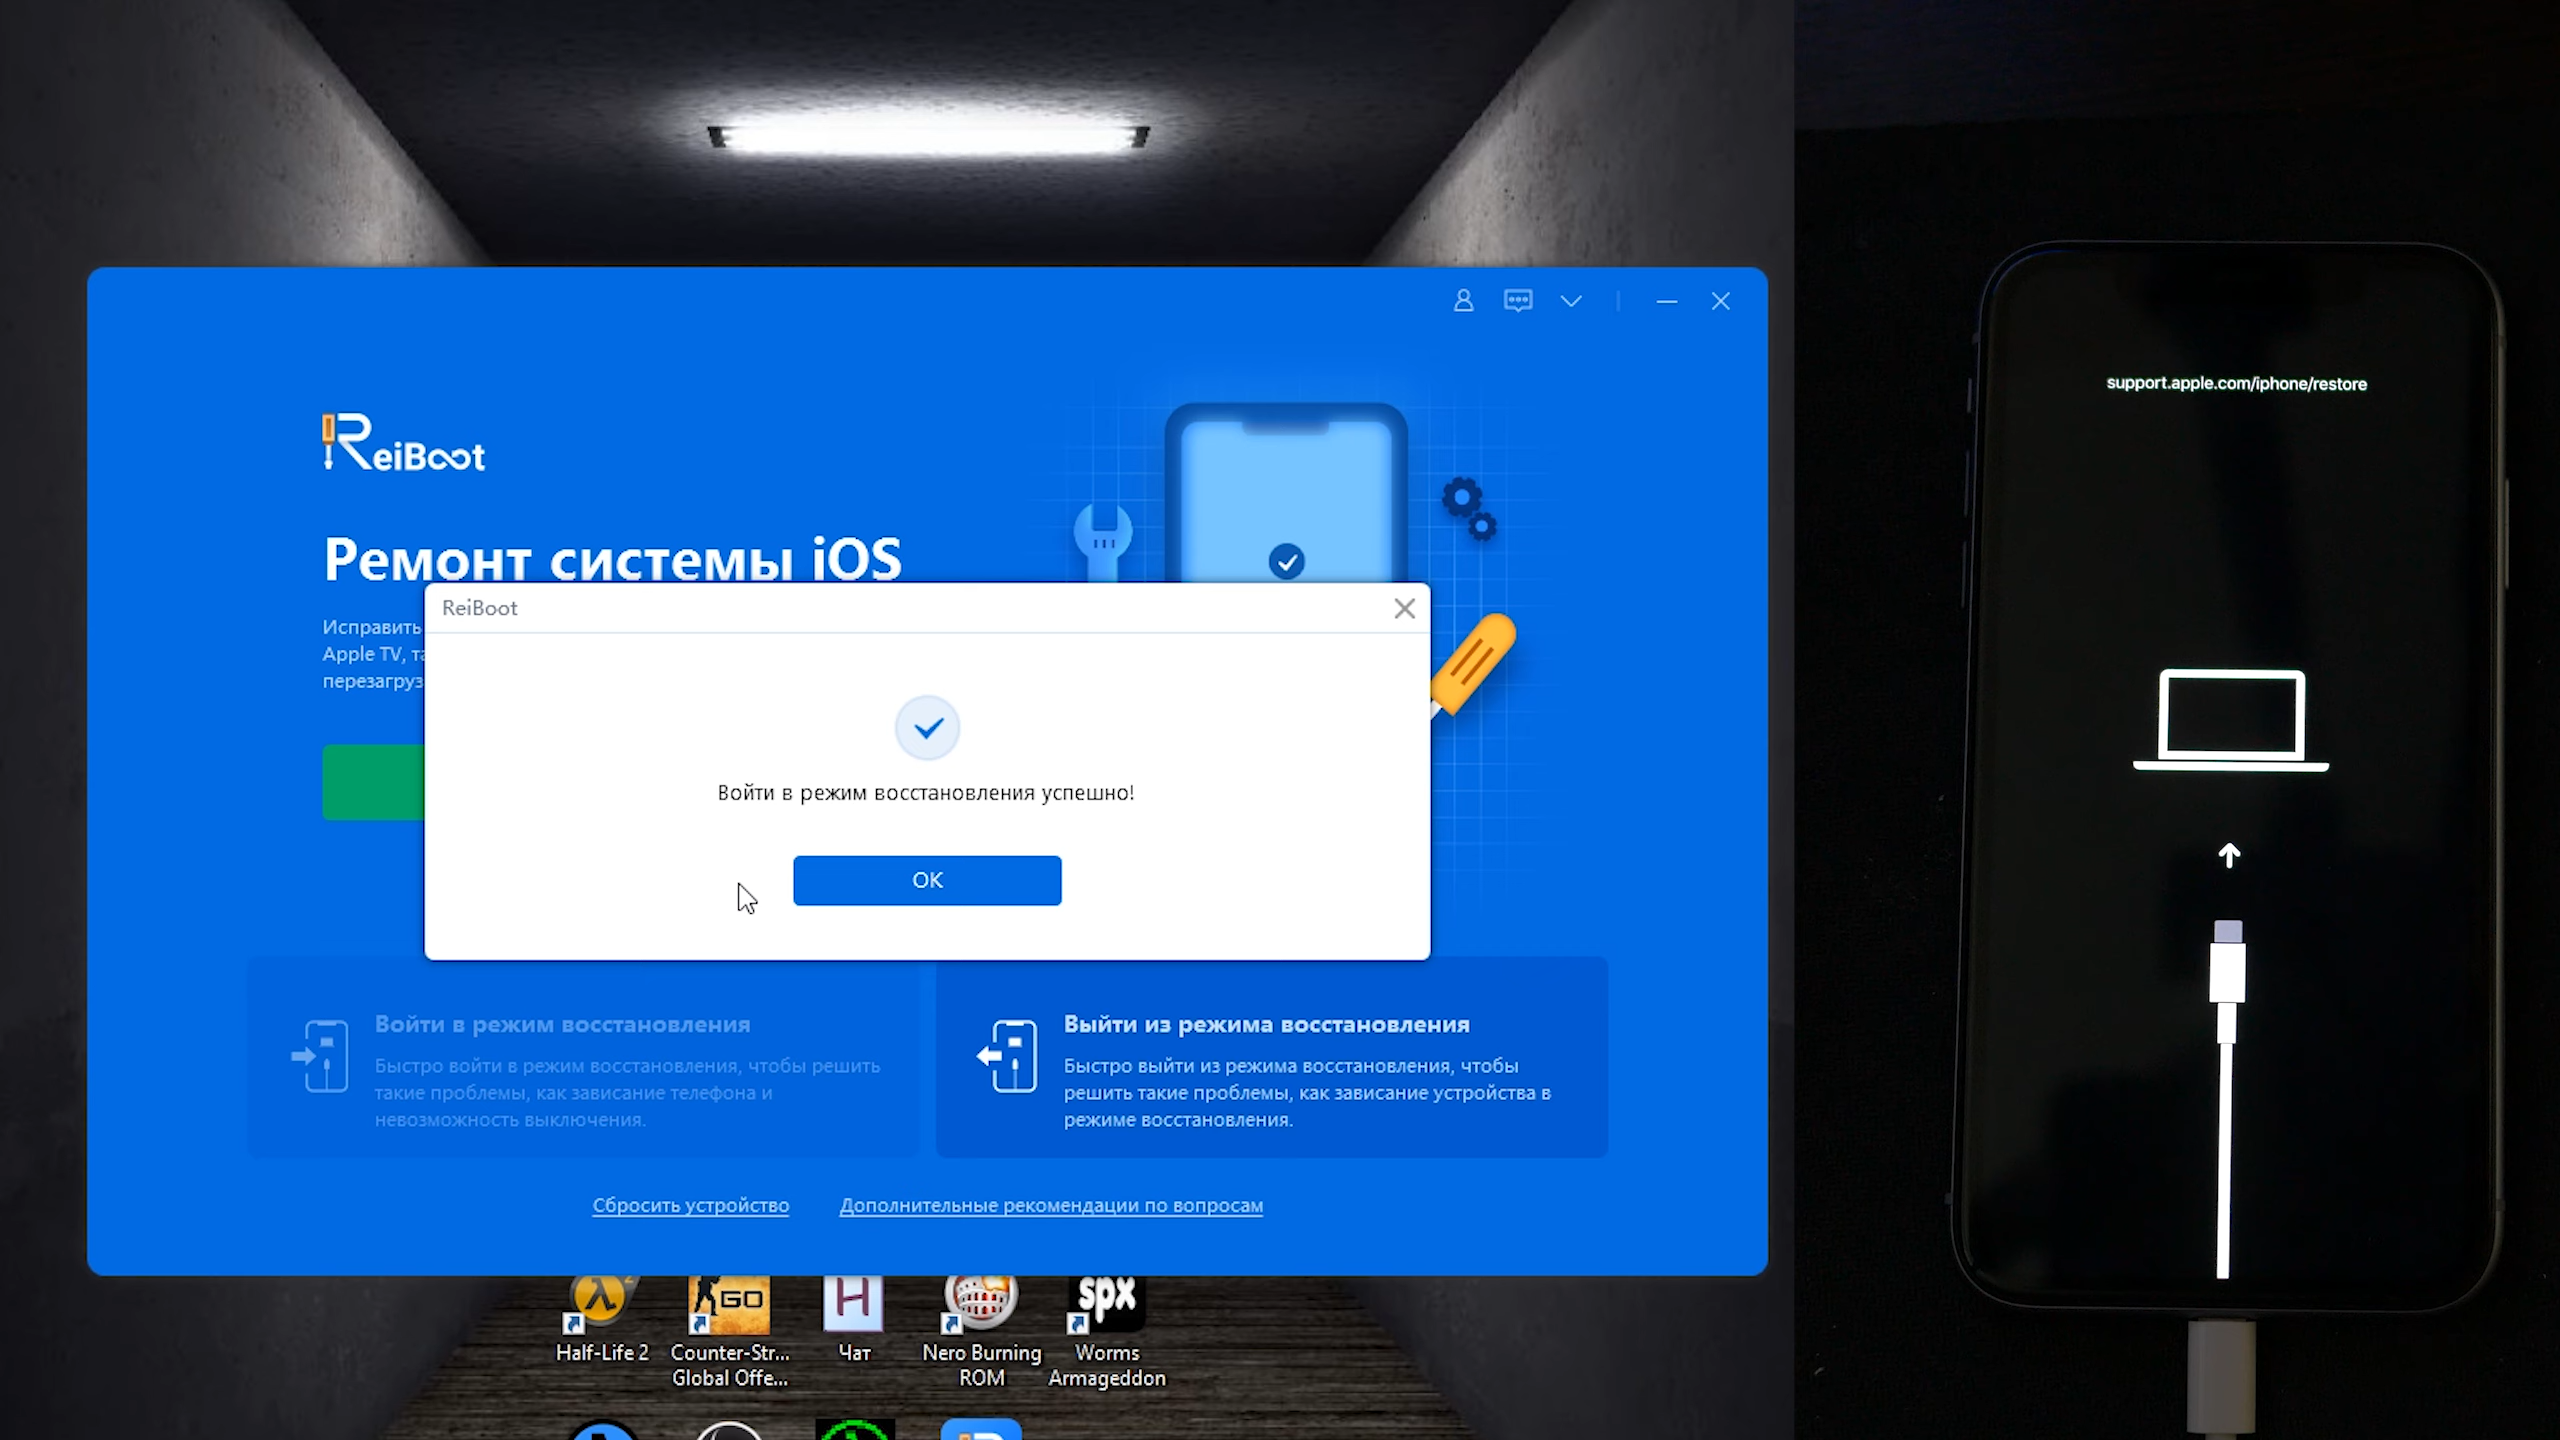 support.apple.com/iphone/restore
ReiBoot
Ремонт системы iOS
Исправить
Apple TV,
ReiBoot
Войти в режим восстановления успешно!
OK
Войти в режим восстановления
Быстро войти в режим восстановления, чтобы решить
такие проблемы, как зависание телефона и
невозможность выключения.
Выйти из режима восстановления
Быстро выйти из режима восстановления, чтобы
решить такие проблемы, как зависание устройства в
режиме восстановления.
Сбросить устройство
Дополнительные рекомендации по вопросам
GO
H
spx
Half-Life 2
Counter-Str...
Global Offe...
Чат
Nero Burning
ROM
Worms
Armageddon